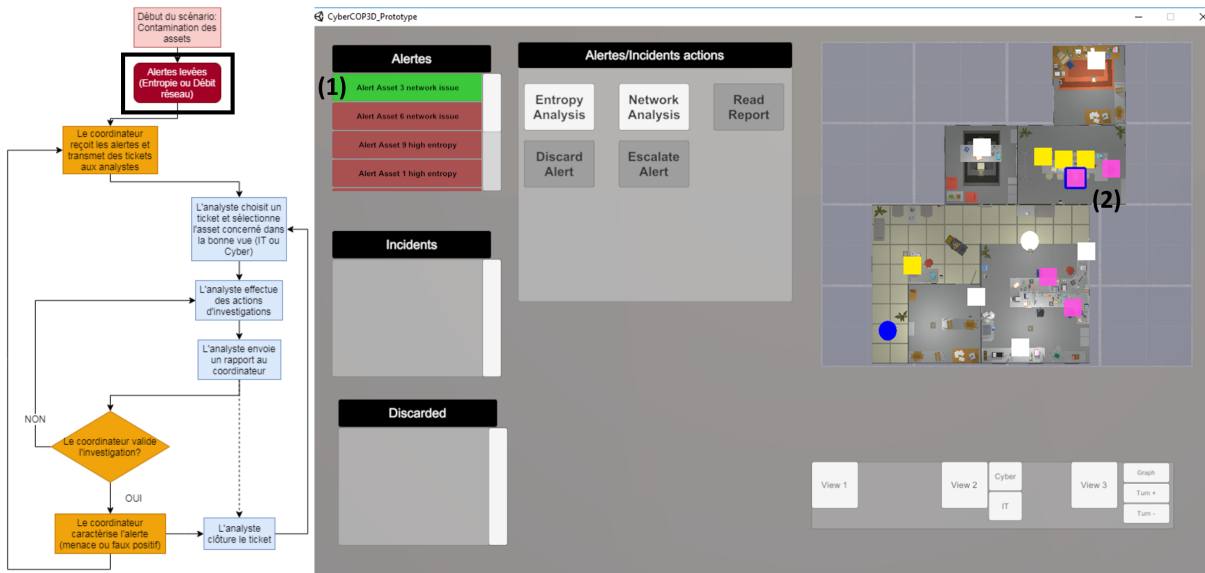 Début du scénario:
Contamination des
assets
Alertes levées
(Entropie ou Débit
réseau)
Le coordinateur
reçoit les alertes et
transmet des tickets
aux analystes
L'analyste choisit un
ticket et sélectionne
l'asset concerné dans
la bonne vue (IT ou
Cyber)
L'analyste effectue
des actions
d'investigations
L'analyste envoie
un rapport au
coordinateur
NON
Le coordinateur valide
l'investigation?
OUI
Le coordinateur
caractérise l'alerte
(menace ou faux positif)
L'analyste
clôture le ticket
CyberCOP3D_Prototype
Alertes
(1)
Alert Asset 3 network issue
Alert Asset 6 network issue
Alert Asset 9 high entropy
Alert Asset 1 high entropy
Incidents
Discarded
Alertes/Incidents actions
Entropy
Analysis
Network
Analysis
Read
Report
Discard
Alert
Escalate
Alert
(2)
View 1
View 2
Cyber
IT
View 3
Graph
Turn +
Turn -